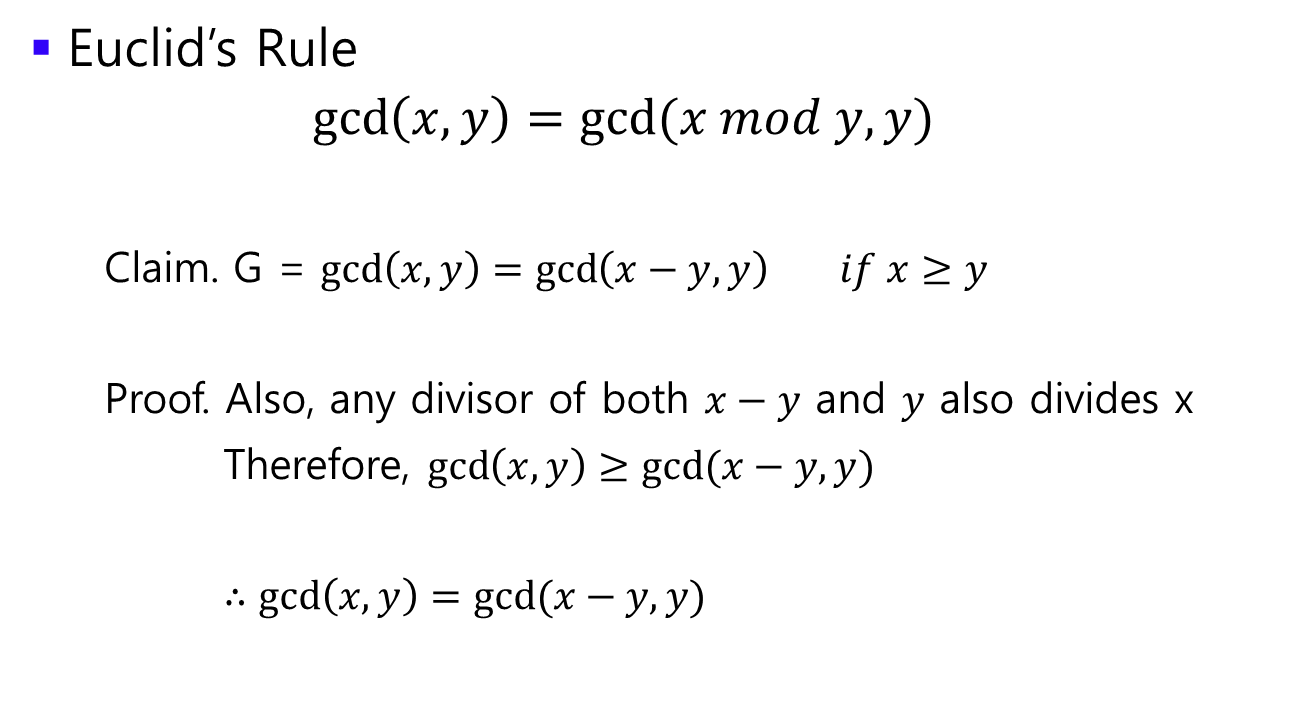 ▪ Euclid's Rule
gcd(x, y) = gcd(x mod y, y)
Claim. G = gcd(x, y) = gcd(x − y, y) if x ≥ y
Proof. Also, any divisor of both x − y and y also divides x
Therefore, gcd(x, y) ≥ gcd(x − y, y)
∴ gcd(x, y) = gcd(x − y, y)